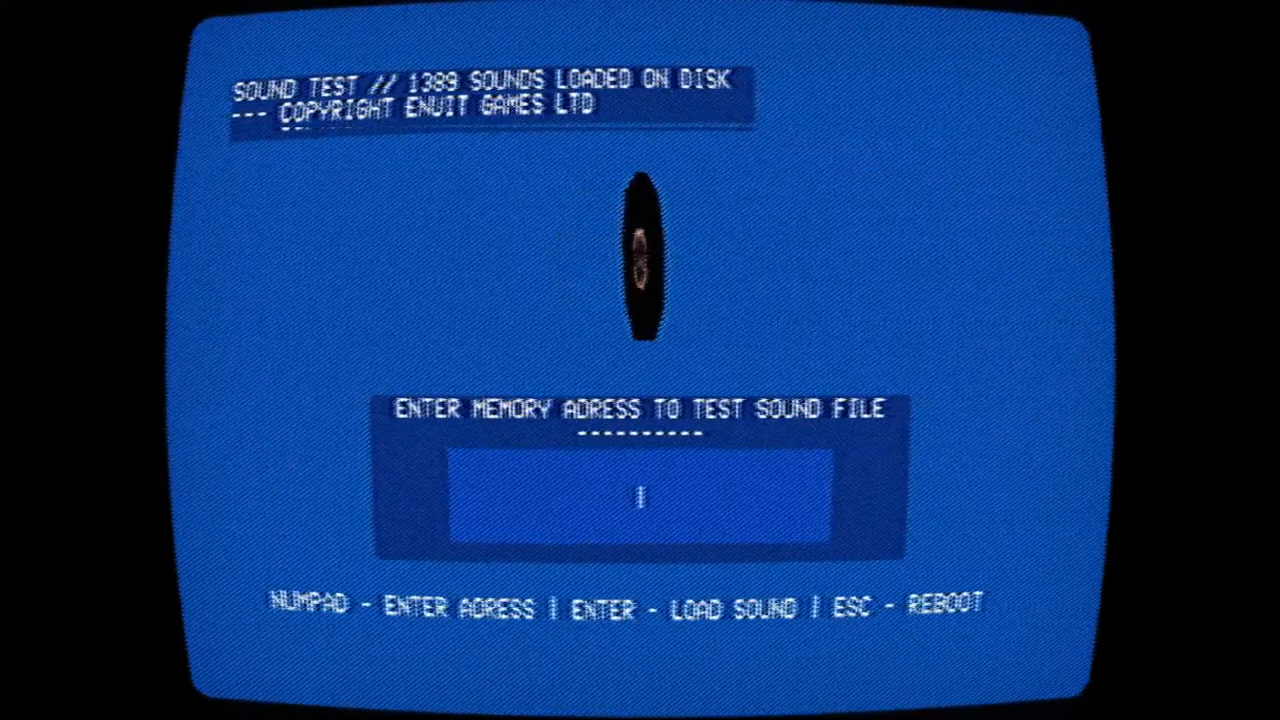 SOUND TEST // 1389 SOUNDS LOADED ON DISK
--- COPYRIGHT ENVIT GAMES LTD
ENTER MEMORY ADRESS TO TEST SOUND FILE
----------
NUMPAD - ENTER ADRESS | ENTER - LOAD SOUND | ESC - REBOOT